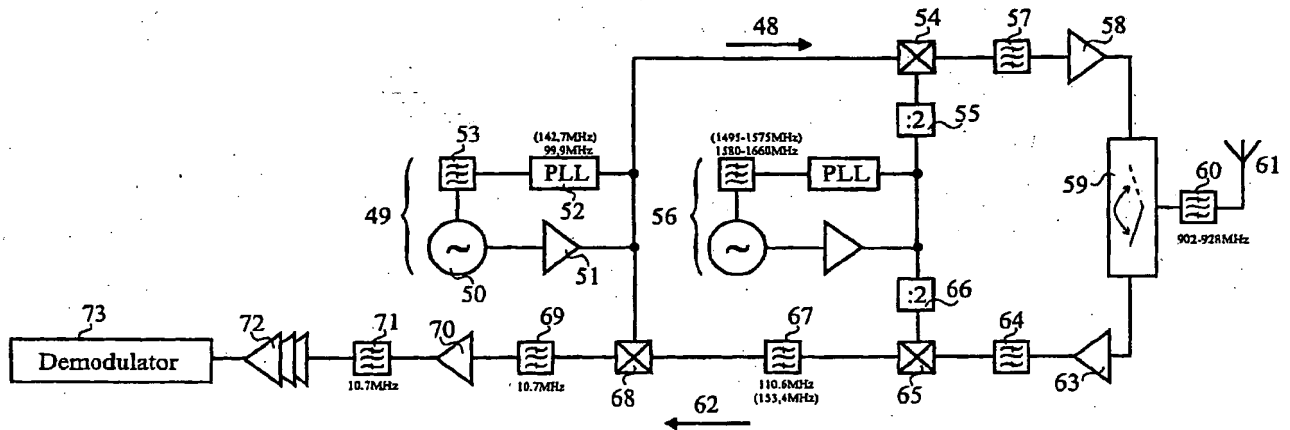 48
54
57
58
:2
55
53
(142,7MHz)
99,9MHz
PLL
52
(1495-1575MHz)
1580-1660MHz
PLL
59
60
61
902-928MHz
49
50
51
56
:2
66
73
Demodulator
72
71
10.7MHz
70
69
10.7MHz
68
67
110.6MHz
(153,4MHz)
65
64
63
62